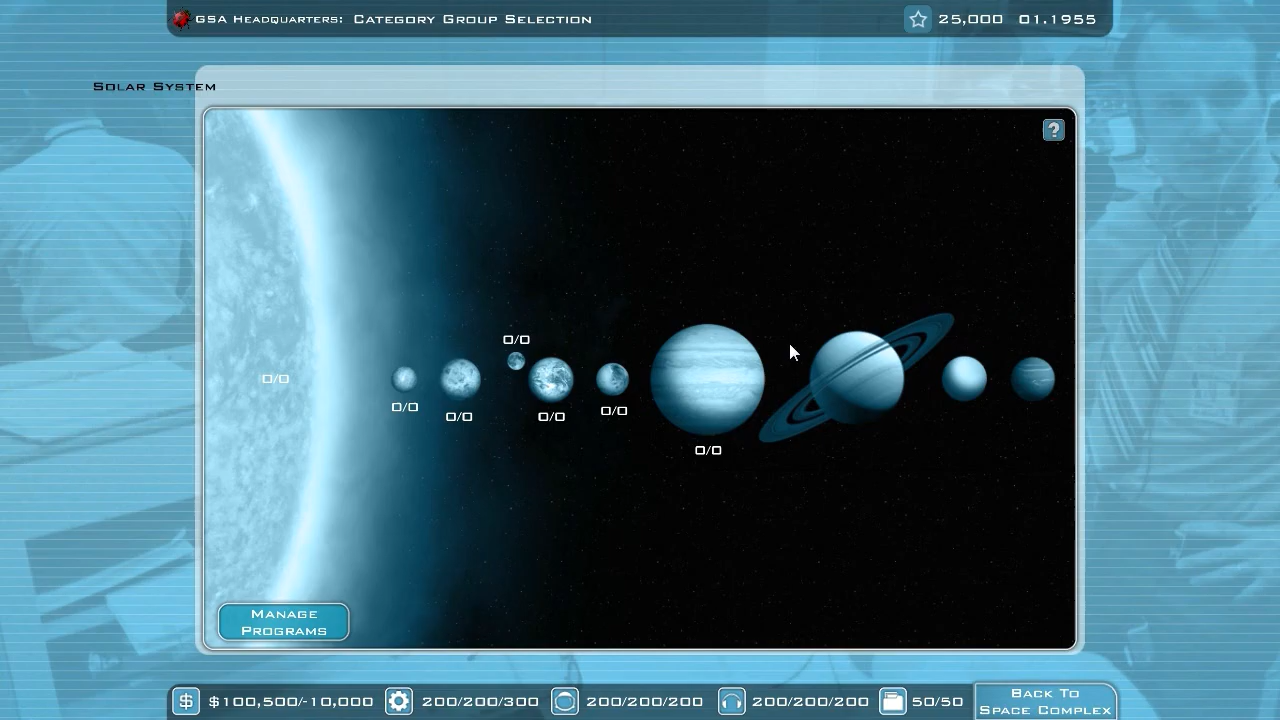 GSA Headquarters: Category Group Selection
25,000 01.1955
Solar System
?
0/0
0/0
0/0
0/0
0/0
0/0
0/0
Manage
Programs
$ $100,500/-10,000 200/200/300 200/200/200 200/200/200 50/50
Back To
Space Complex